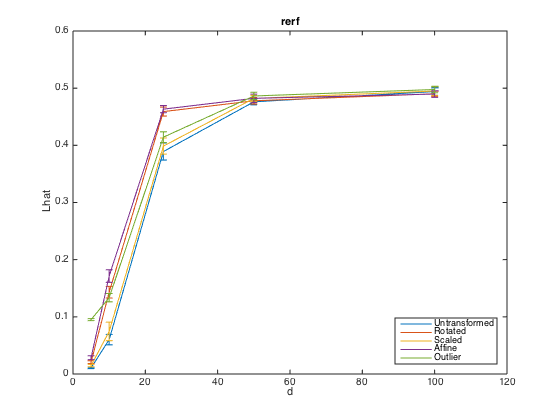 rerf
0.6
0.5
0.4
0.3
0.2
0.1
0
Lhat
0 20 40 60 80 100 120
d
Untransformed
Rotated
Scaled
Affine
Outlier